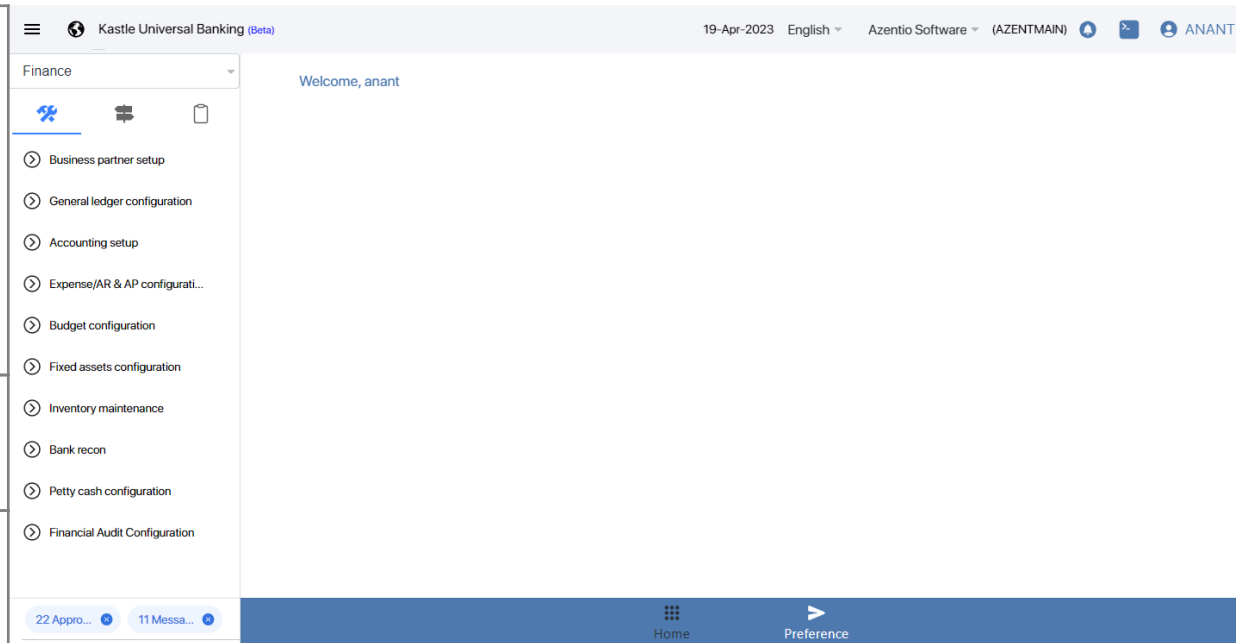 Kastle Universal Banking (Beta) 19-Apr-2023 English Azentio Software (AZENTMAIN) ANANT
Finance
Welcome, anant
Business partner setup
General ledger configuration
Accounting setup
Expense/AR & AP configurati...
Budget configuration
Fixed assets configuration
Inventory maintenance
Bank recon
Petty cash configuration
Financial Audit Configuration
22 Appro... 11 Messa...
Home Preference